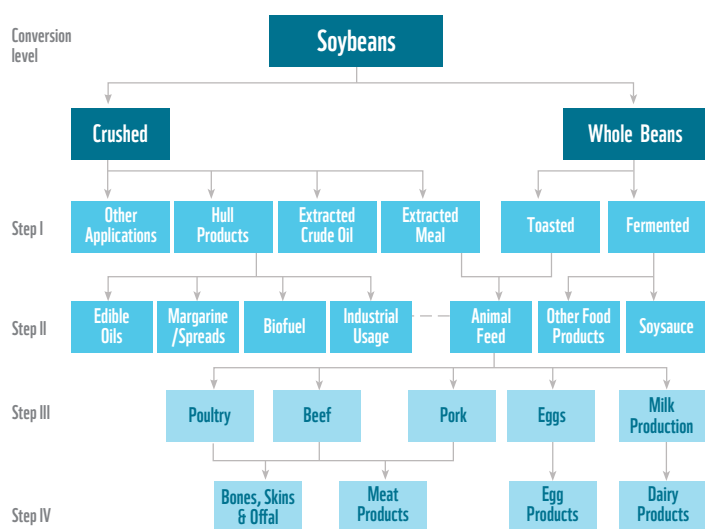 Conversion
level
Soybeans
Crushed
Whole Beans
Step I
Other
Applications
Hull
Products
Extracted
Crude Oil
Extracted
Meal
Toasted
Fermented
Step II
Edible
Oils
Margarine
/Spreads
Biofuel
Industrial
Usage
Animal
Feed
Other Food
Products
Soysauce
Step III
Poultry
Beef
Pork
Eggs
Milk
Production
Step IV
Bones, Skins
& Offal
Meat
Products
Egg
Products
Dairy
Products